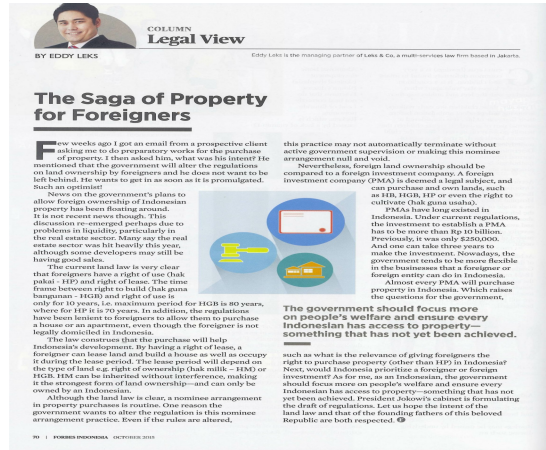 COLUMN
Legal View
BY EDDY LEKS
Eddy Leks is the managing partner of Leks & Co, a multi-services law firm based in Jakarta.
The Saga of Property
for Foreigners
Few weeks ago I got an email from a prospective client
asking me to do preparatory works for the purchase
of property. I then asked him, what was his intent? He
mentioned that the government will alter the regulations
on land ownership by foreigners and he does not want to be
left behind. He wants to get in as soon as it is promulgated.
Such an optimist!
News on the government's plans to
allow foreign ownership of Indonesian
property has been floating around.
It is not recent news though. This
discussion re-emerged perhaps due to
problems in liquidity, particularly in
the real estate sector. Many say the real
estate sector was hit heavily this year,
although some developers may still be
having good sales.
The current land law is very clear
that foreigners have a right of use (hak
pakai - HP) and right of lease. The time
frame between right to build (hak guna
bangunan - HGB) and right of use is
only for 10 years, i.e. maximum period for HGB is 80 years,
where for HP it is 70 years. In addition, the regulations
have been lenient to foreigners to allow them to purchase
a house or an apartment, even though the foreigner is not
legally domiciled in Indonesia.
The law construes that the purchase will help
Indonesia's development. By having a right of lease, a
foreigner can lease land and build a house as well as occupy
it during the lease period. The lease period will depend on
the type of land e.g. right of ownership (hak milik – HM) or
HGB. HM can be inherited without interference, making
it the strongest form of land ownership—and can only be
owned by an Indonesian.
Although the land law is clear, a nominee arrangement
in property purchases is routine. One reason the
government wants to alter the regulation is this nominee
arrangement practice. Even if the rules are altered,
this practice may not automatically terminate without
active government supervision or making this nominee
arrangement null and void.
Nevertheless, foreign land ownership should be
compared to a foreign investment company. A foreign
investment company (PMA) is deemed a legal subject, and
can purchase and own lands, such
as HB, HGB, HP or even the right to
cultivate (hak guna usaha).
PMAs have long existed in
Indonesia. Under current regulations,
the investment to establish a PMA
has to be more than Rp 10 billion.
Previously, it was only $250,000.
And one can take three years to
make the investment. Nowadays, the
government tends to be more flexible
in the businesses that a foreigner or
foreign entity can do in Indonesia.
Almost every PMA will purchase
property in Indonesia. Which raises
the questions for the government,
The government should focus more
on people's welfare and ensure every
Indonesian has access to property—
something that has not yet been achieved.
such as what is the relevance of giving foreigners the
right to purchase property (other than HP) in Indonesia?
Next, would Indonesia prioritize a foreigner or foreign
investment? As for me, as an Indonesian, the government
should focus more on people's welfare and ensure every
Indonesian has access to property—something that has not
yet been achieved. President Jokowi's cabinet is formulating
the draft of regulations. Let us hope the intent of the
land law and that of the founding fathers of this beloved
Republic are both respected.
70 | FORBES INDONESIA OCTOBER 2015